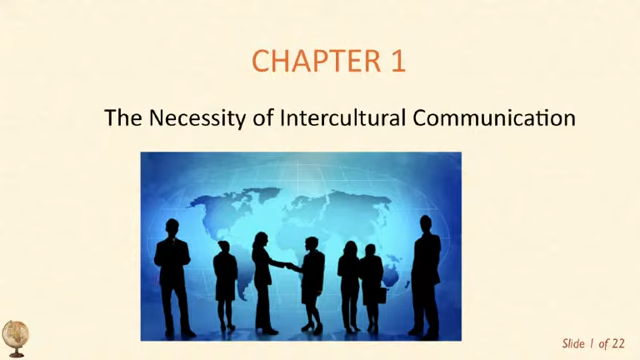 CHAPTER 1
The Necessity of Intercultural Communication
Slide 1 of 22